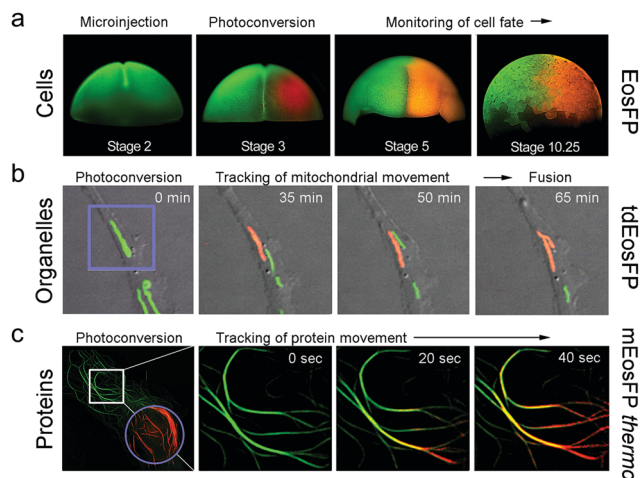 a
Microinjection
Photoconversion
Monitoring of cell fate
Cells
Stage 2
Stage 3
Stage 5
Stage 10.25
EosFP
b
Photoconversion
Tracking of mitochondrial movement
Fusion
Organelles
0 min
35 min
50 min
65 min
tdEosFP
c
Photoconversion
Tracking of protein movement
Proteins
0 sec
20 sec
40 sec
mEosFP